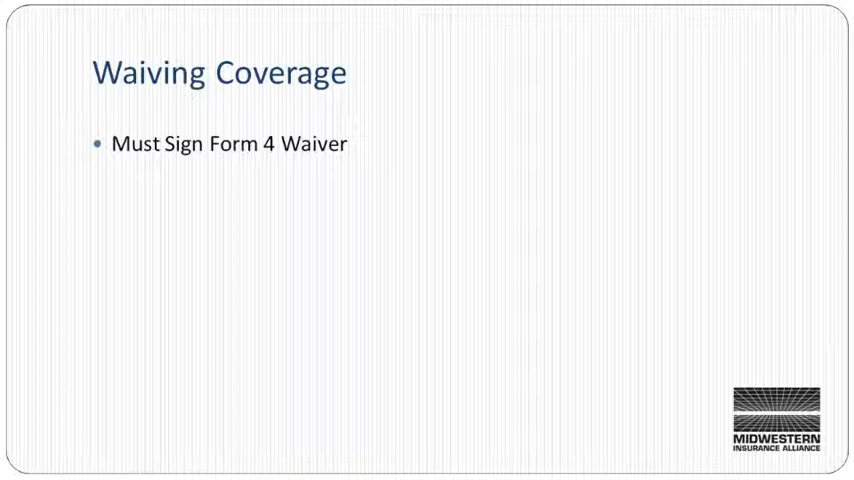 Waiving Coverage
• Must Sign Form 4 Waiver
MIDWESTERN
INSURANCE ALLIANCE